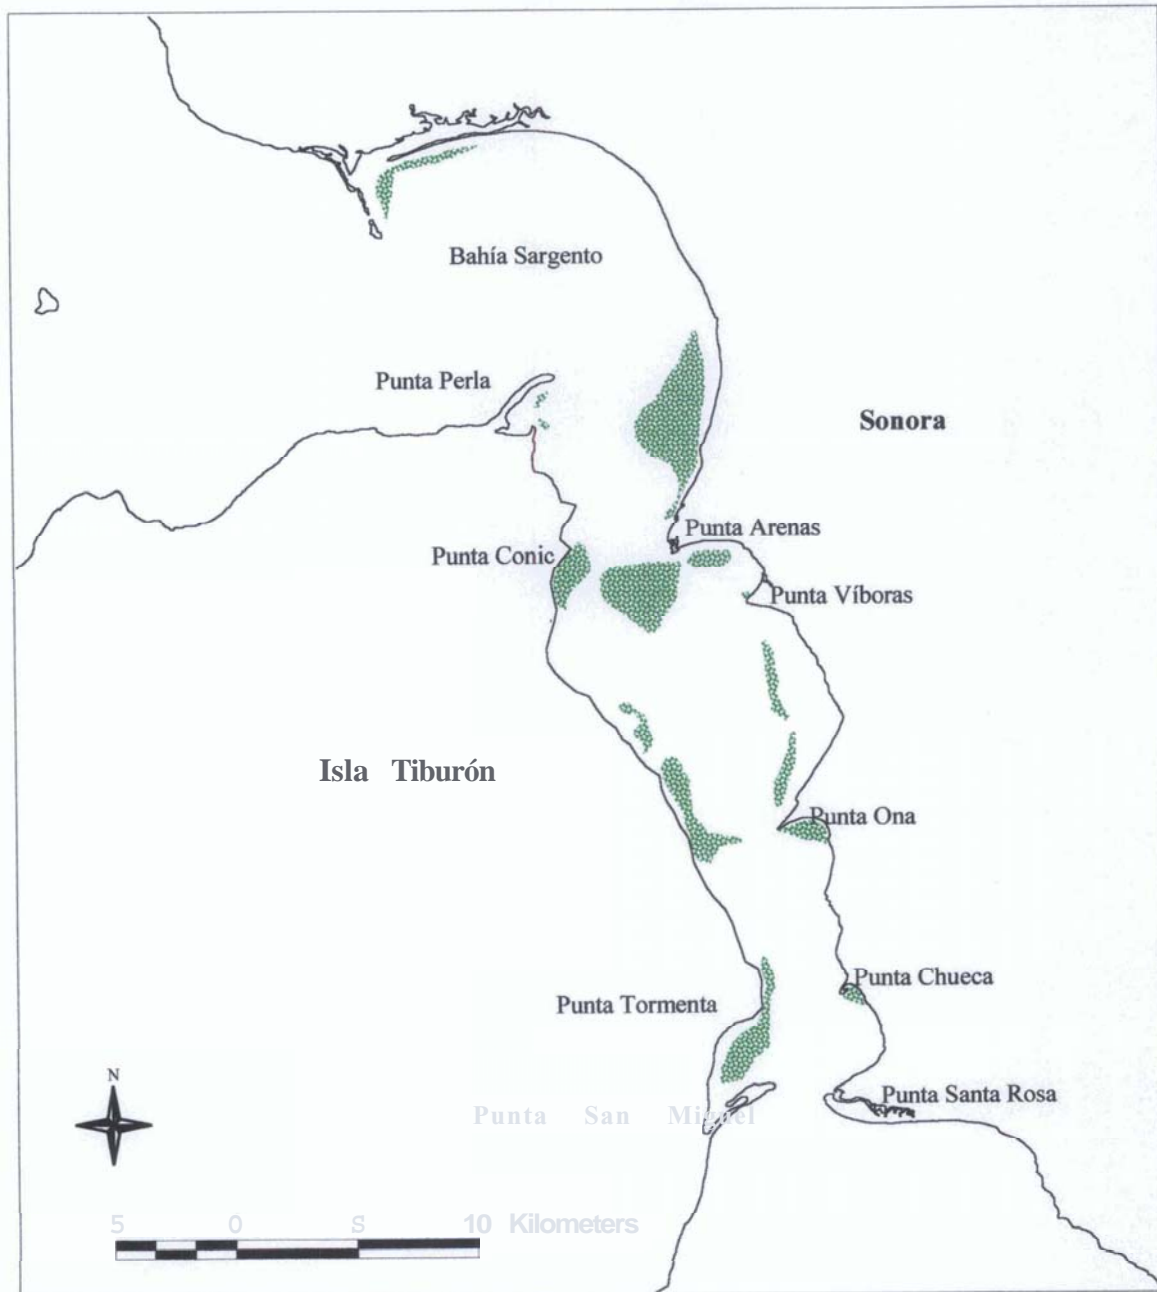 Bahía Sargento
Punta Perla
Sonora
Punta Arenas
Punta Conic
Punta Víboras
Isla Tiburón
Punta Ona
Punta Chueca
Punta Tormenta
N
Punta Santa Rosa
Punta San Miguel
5 0 S 10 Kilometers